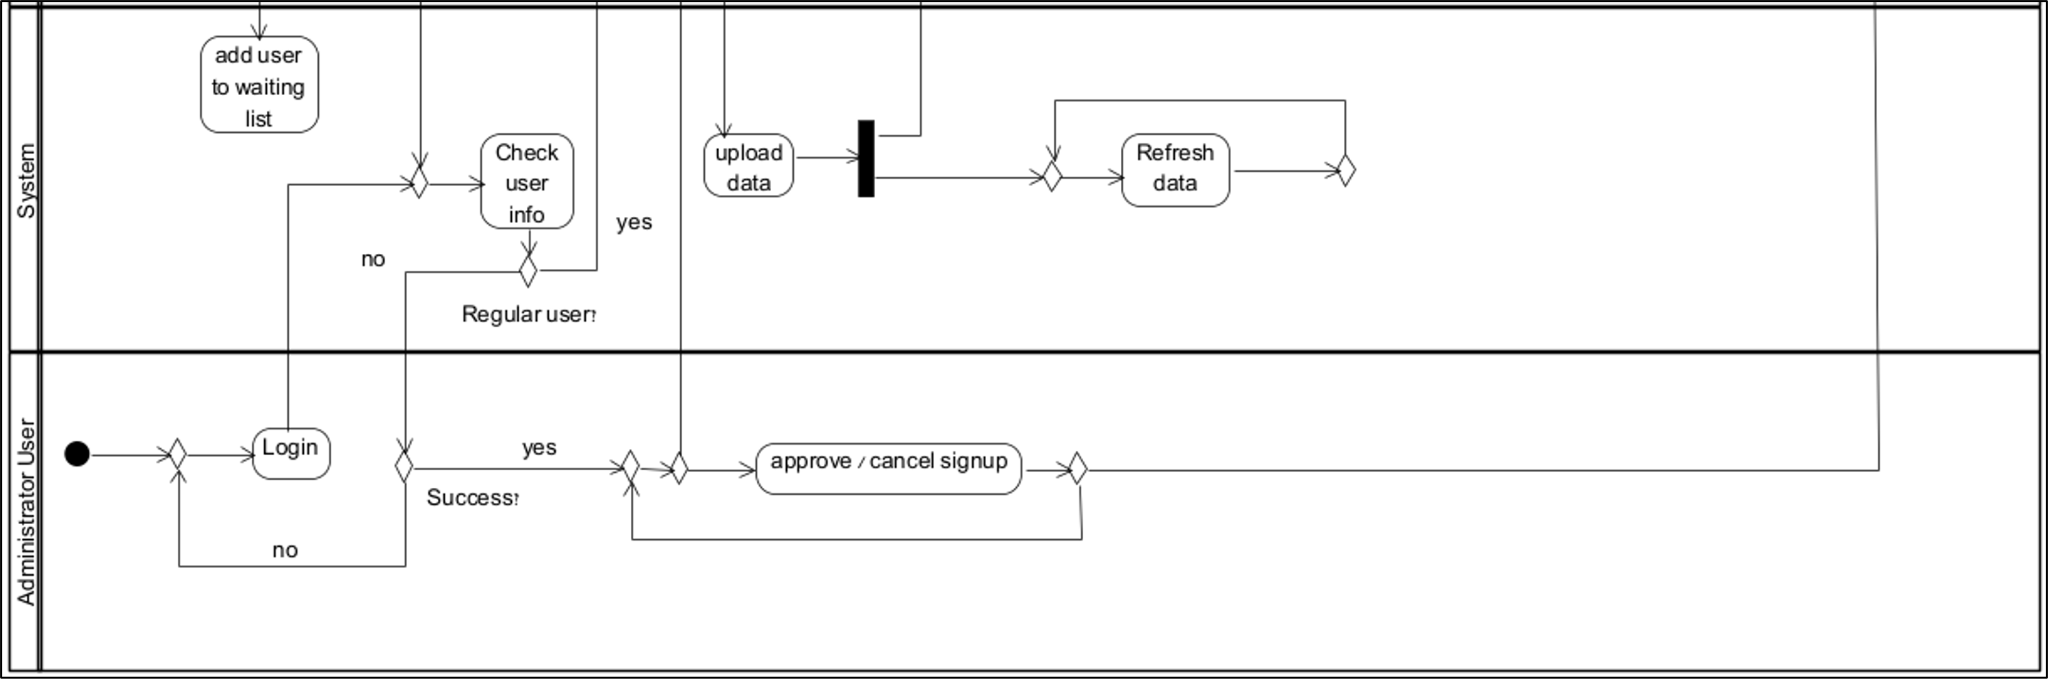 System
add user
to waiting
list
Check
user
info
upload
data
Refresh
data
yes
no
Regular user?
Administrator User
Login
yes
approve / cancel signup
Success?
no